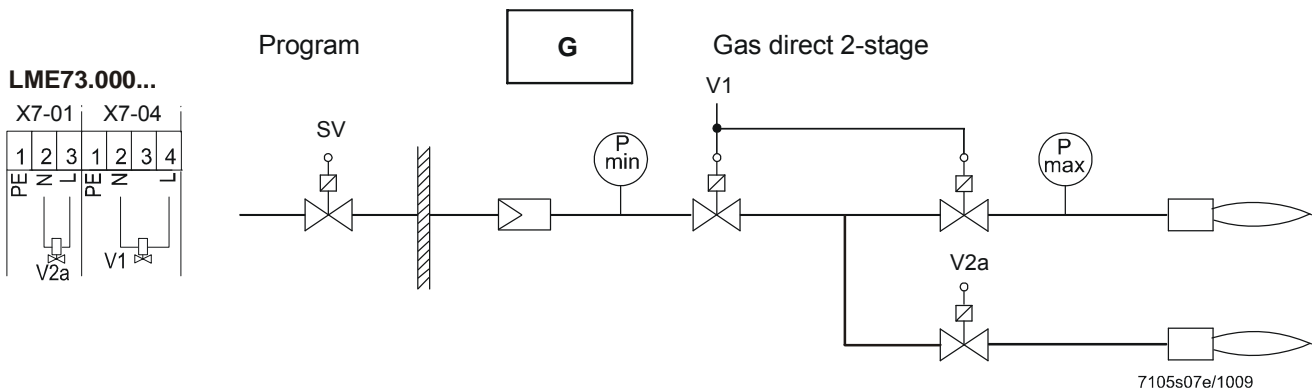 Program
G
Gas direct 2-stage
LME73.000...
X7-01 X7-04
1 2 3 1 2 3 4
PE N L PE N L
V2a
V1
SV
P min
V1
P max
V2a
7105s07e/1009